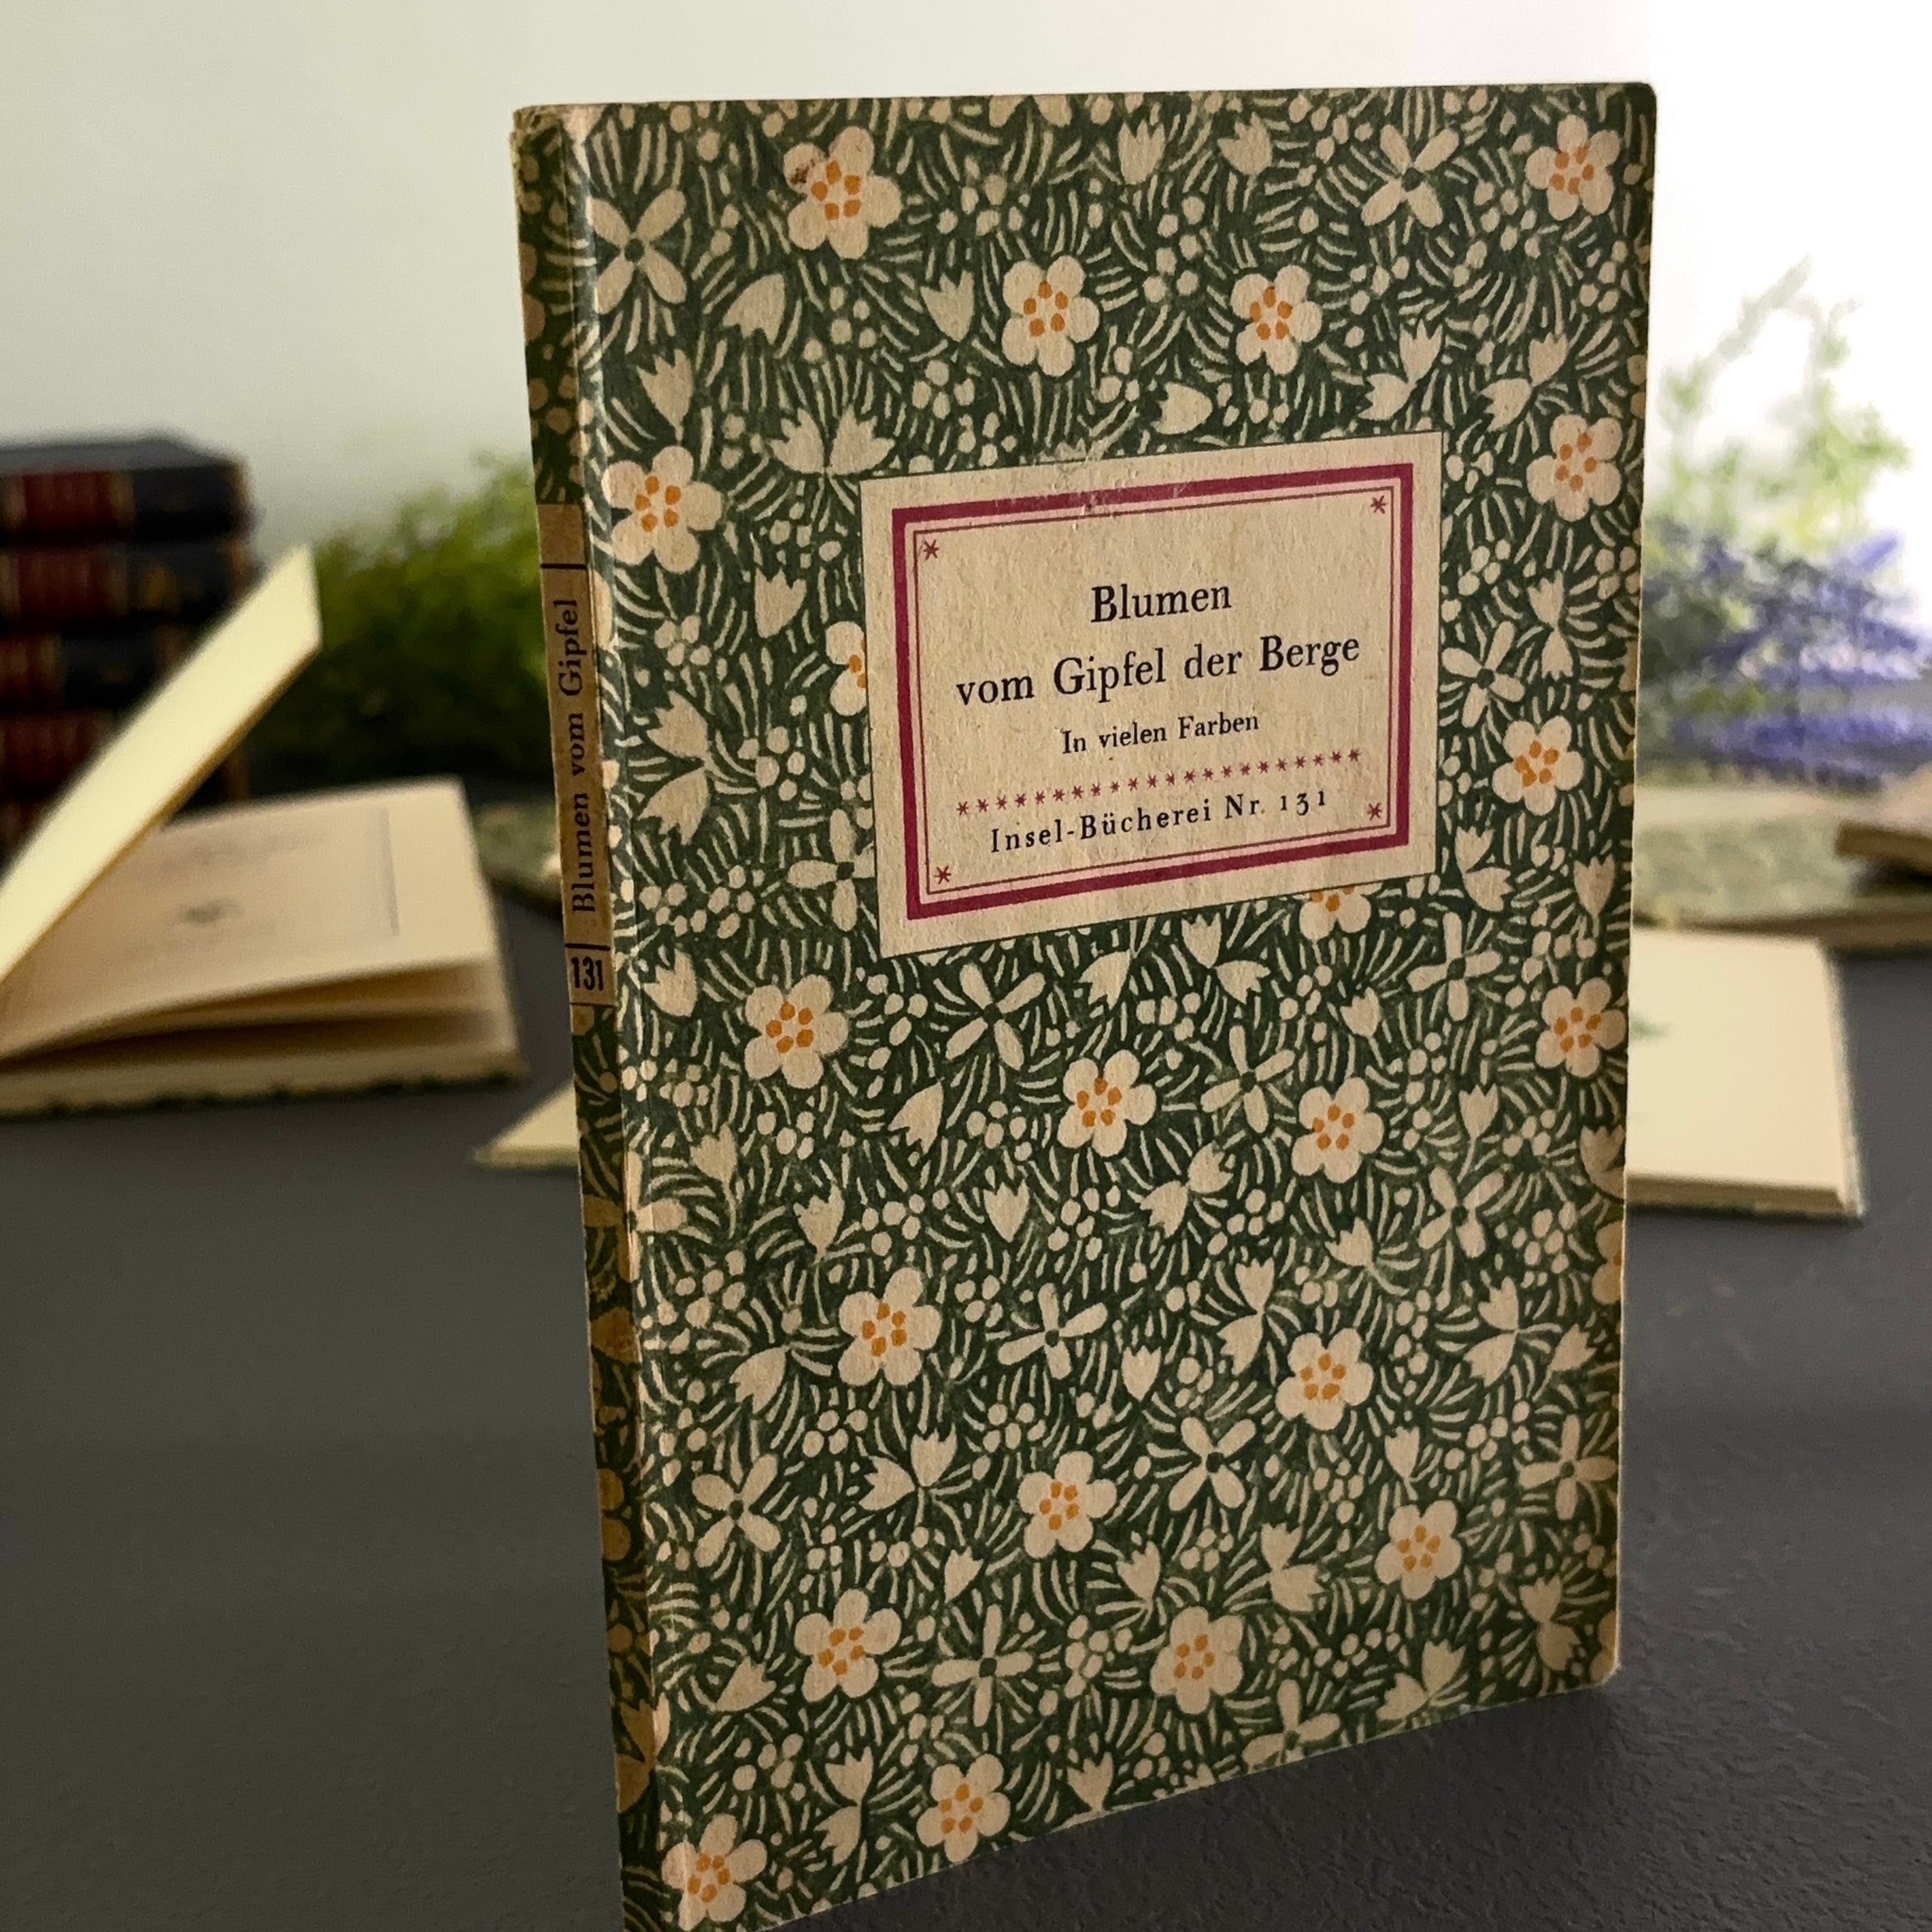 Blumen
vom Gipfel der Berge
In vielen Farben
Insel-Bücherei Nr. 131
Blumen vom Gipfel
131